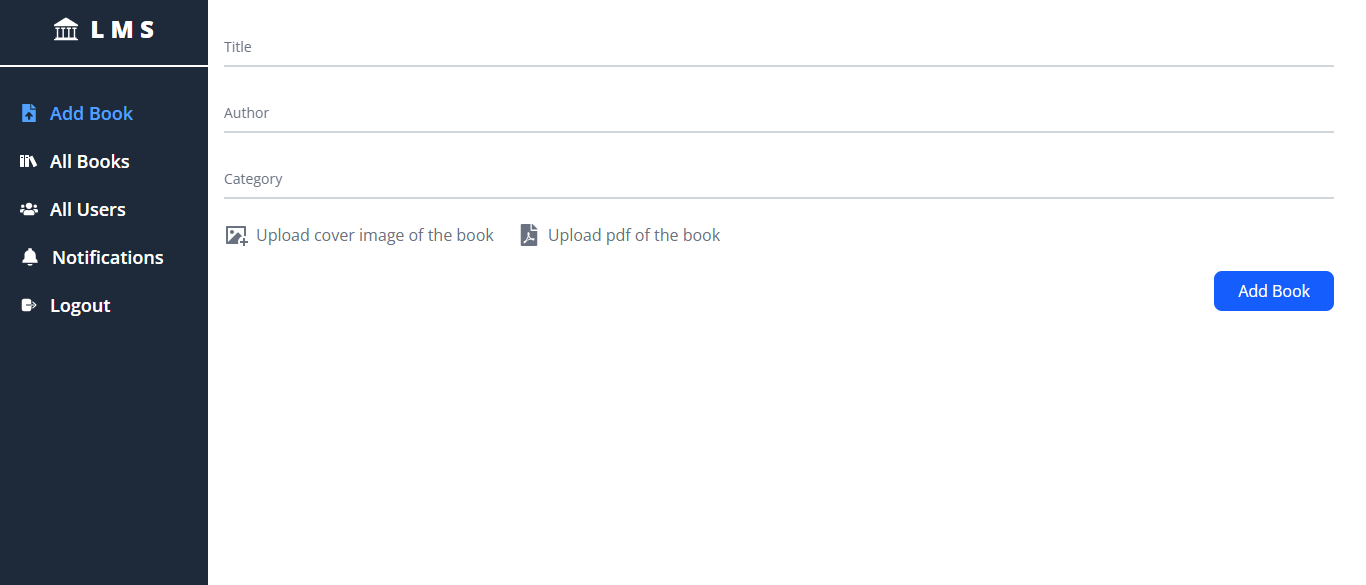 LMS
Add Book
All Books
All Users
Notifications
Logout
Title
Author
Category
Upload cover image of the book
Upload pdf of the book
Add Book